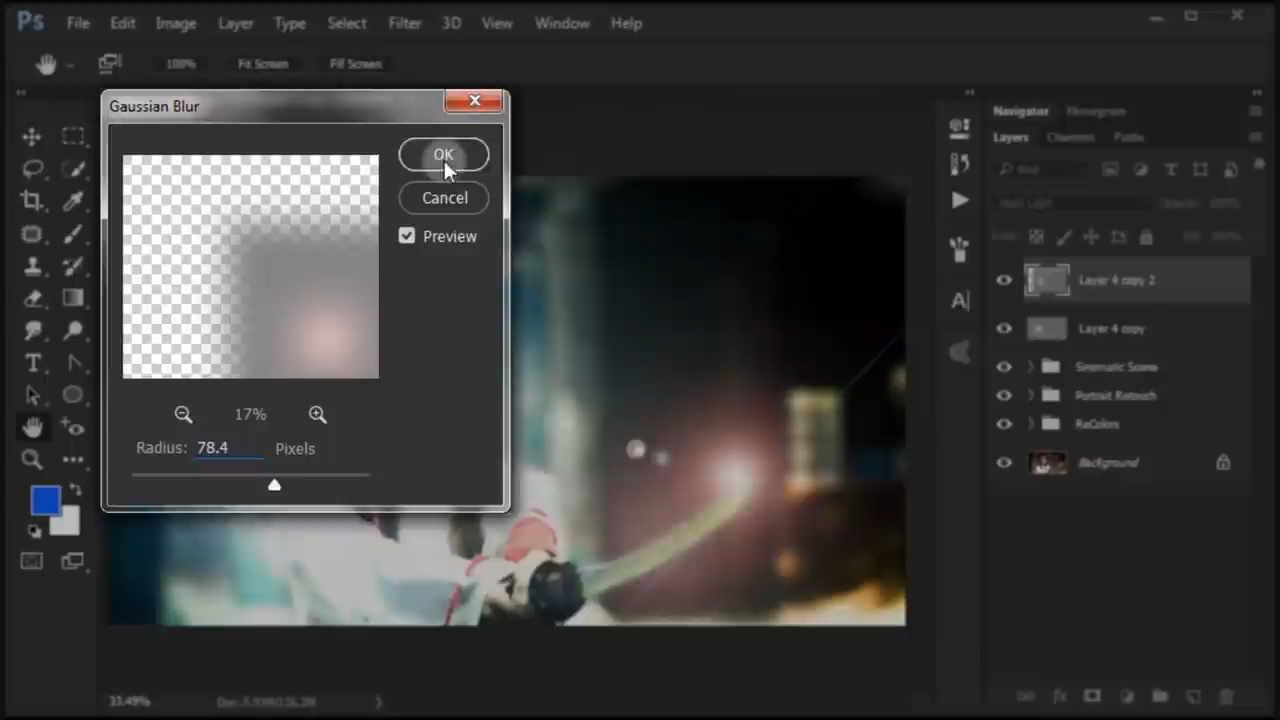 Ps File Edit Image Layer Type Select Filter 3D View Window Help
100% Fit Screen Fill Screen
Gaussian Blur
OK
Cancel
Preview
17%
Radius: 78.4 Pixels
Navigator Histogram
Layers Channels Paths
Layer 4 copy 2
Layer 4 copy
Sinematic Scene
Portrait Retouch
ReColors
Background
33.49%